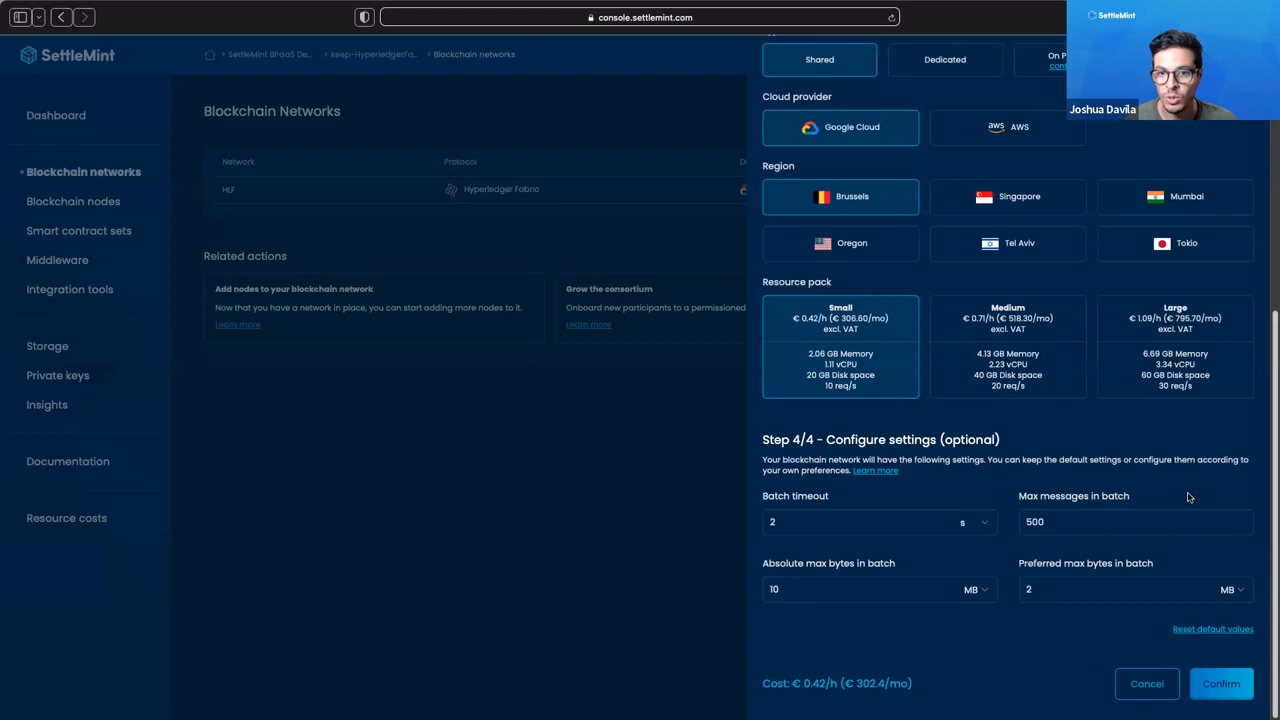 console.settlemint.com
SettleMint
Joshua Davila
SettleMint
SettleMint BPaaS De...
keep-HyperledgerFa...
Blockchain networks
Dashboard
Blockchain networks
Blockchain nodes
Smart contract sets
Middleware
Integration tools
Storage
Private keys
Insights
Documentation
Resource costs
Blockchain Networks
Network Protocol
HLF Hyperledger Fabric
Related actions
Add nodes to your blockchain network
Now that you have a network in place, you can start adding more nodes to it.
Learn more
Grow the consortium
Onboard new participants to a permissioned
Learn more
Shared Dedicated On P
Cloud provider
Google Cloud aws AWS
Region
Brussels Singapore Mumbai
Oregon Tel Aviv Tokio
Resource pack
Small
€ 0.42/h (€ 306.60/mo)
excl. VAT
2.06 GB Memory
1.11 vCPU
20 GB Disk space
10 req/s
Medium
€ 0.71/h (€ 518.30/mo)
excl. VAT
4.13 GB Memory
2.23 vCPU
40 GB Disk space
20 req/s
Large
€ 1.09/h (€ 795.70/mo)
excl. VAT
6.69 GB Memory
3.34 vCPU
60 GB Disk space
30 req/s
Step 4/4 - Configure settings (optional)
Your blockchain network will have the following settings. You can keep the default settings or configure them according to
your own preferences. Learn more
Batch timeout Max messages in batch
2 s 500
Absolute max bytes in batch Preferred max bytes in batch
10 MB 2 MB
Reset default values
Cost: € 0.42/h (€ 302.4/mo)
Cancel Confirm